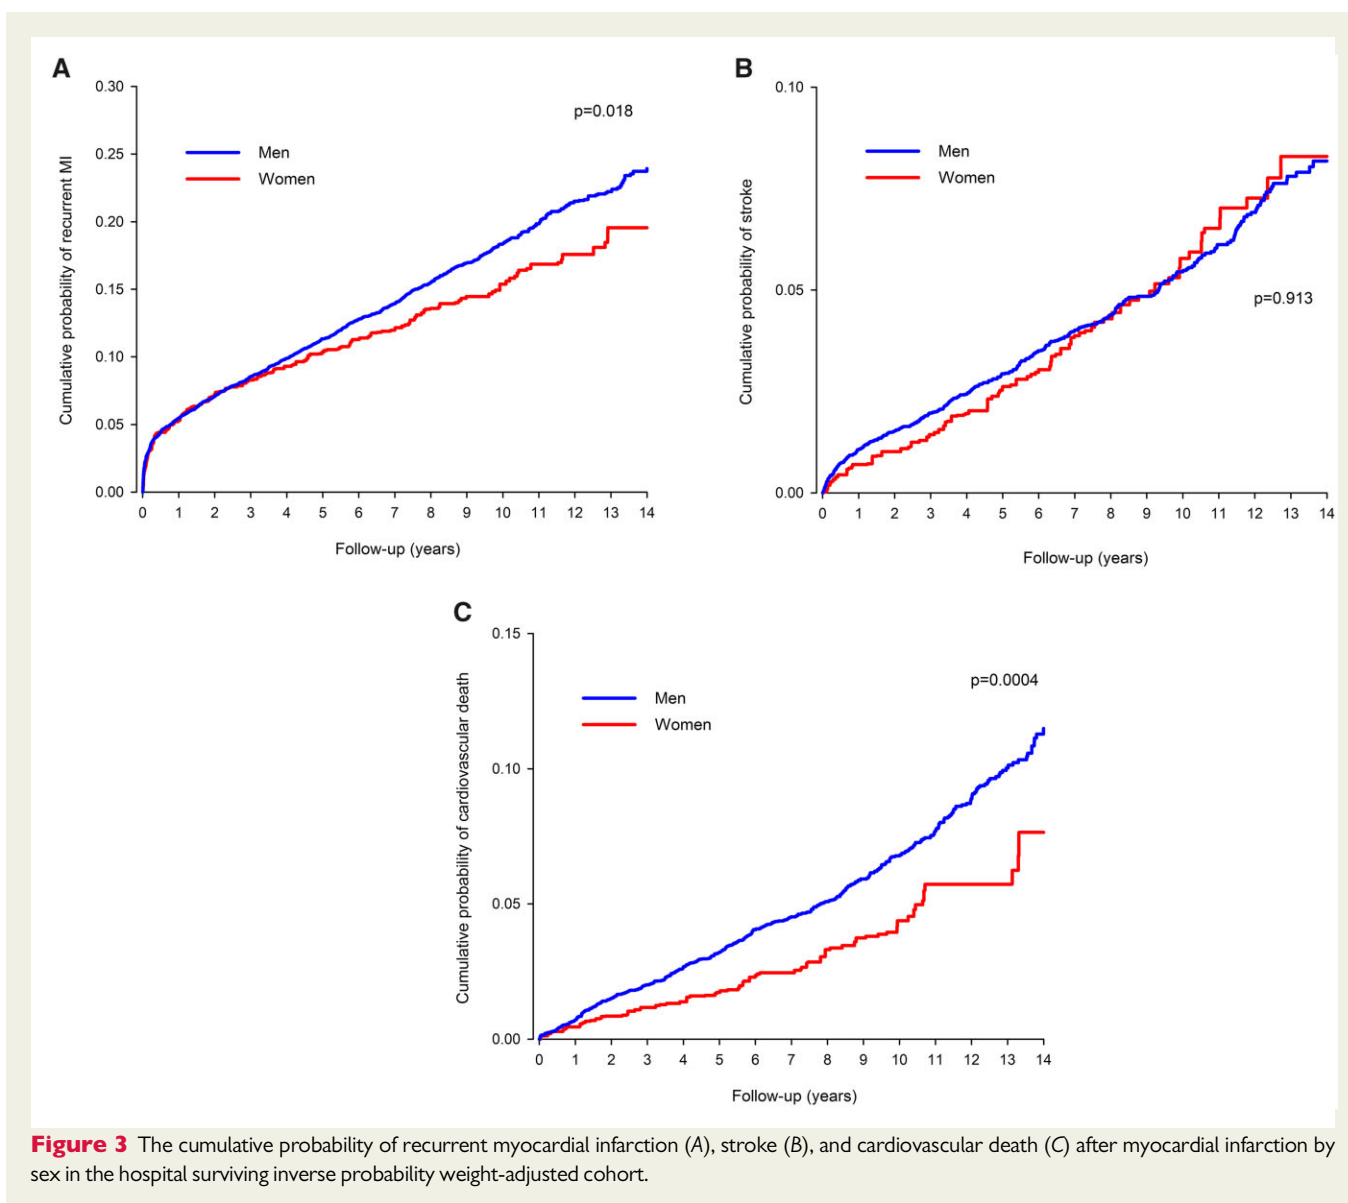 A
Cumulative probability of recurrent MI
0.30
0.25
0.20
0.15
0.10
0.05
0.00
p=0.018
Men
Women
0 1 2 3 4 5 6 7 8 9 10 11 12 13 14
Follow-up (years)
B
Cumulative probability of stroke
0.10
0.05
0.00
Men
Women
p=0.913
0 1 2 3 4 5 6 7 8 9 10 11 12 13 14
Follow-up (years)
C
Cumulative probability of cardiovascular death
0.15
0.10
0.05
0.00
p=0.0004
Men
Women
0 1 2 3 4 5 6 7 8 9 10 11 12 13 14
Follow-up (years)
Figure 3 The cumulative probability of recurrent myocardial infarction (A), stroke (B), and cardiovascular death (C) after myocardial infarction by
sex in the hospital surviving inverse probability weight-adjusted cohort.